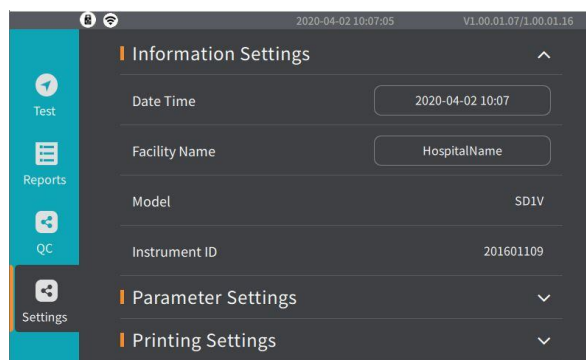 2020-04-02 10:07:05 V1.00.01.07/1.00.01.16
Information Settings
Test
Date Time 2020-04-02 10:07
Reports
Facility Name HospitalName
Model SD1V
QC
Instrument ID 201601109
Settings
Parameter Settings
Printing Settings